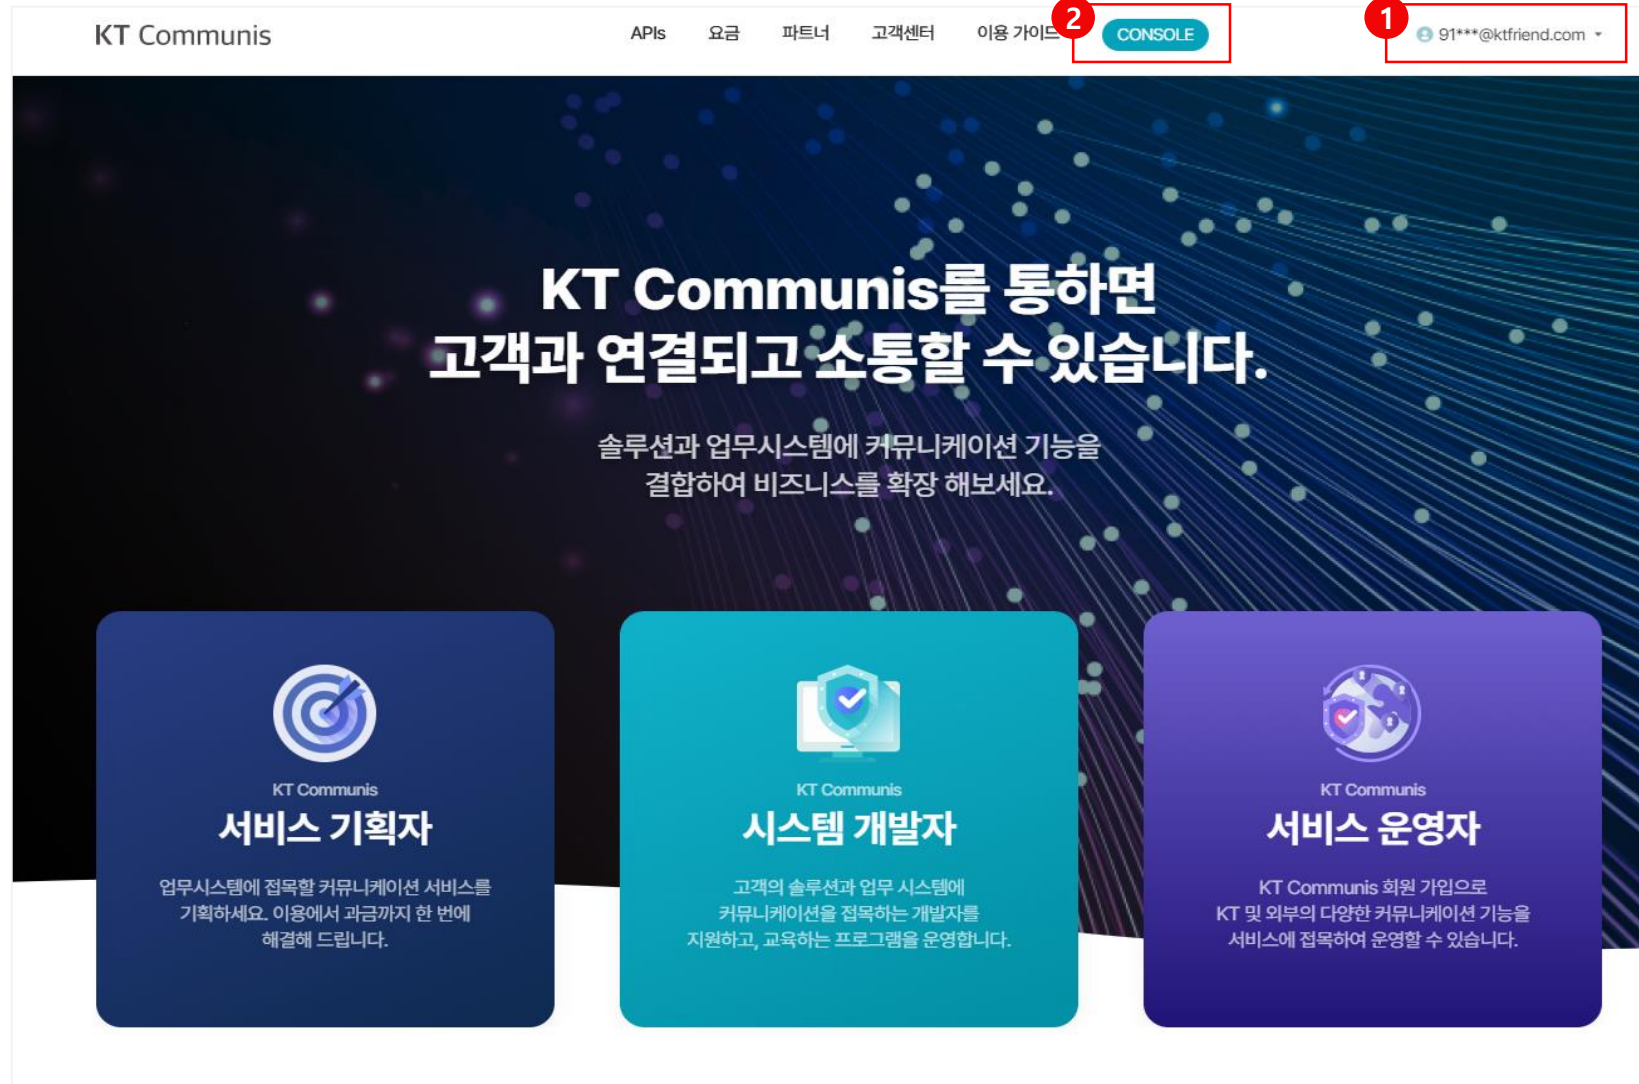 KT Communis
APIs 요금 파트너 고객센터 이용 가이드 2 CONSOLE 1 91***@ktfriend.com
KT Communis를 통하면
고객과 연결되고 소통할 수 있습니다.
솔루션과 업무시스템에 커뮤니케이션 기능을
결합하여 비즈니스를 확장 해보세요.
KT Communis
서비스 기획자
업무시스템에 접목할 커뮤니케이션 서비스를
기획하세요. 이용에서 과금까지 한 번에
해결해 드립니다.
KT Communis
시스템 개발자
고객의 솔루션과 업무 시스템에
커뮤니케이션을 접목하는 개발자를
지원하고, 교육하는 프로그램을 운영합니다.
KT Communis
서비스 운영자
KT Communis 회원 가입으로
KT 및 외부의 다양한 커뮤니케이션 기능을
서비스에 접목하여 운영할 수 있습니다.